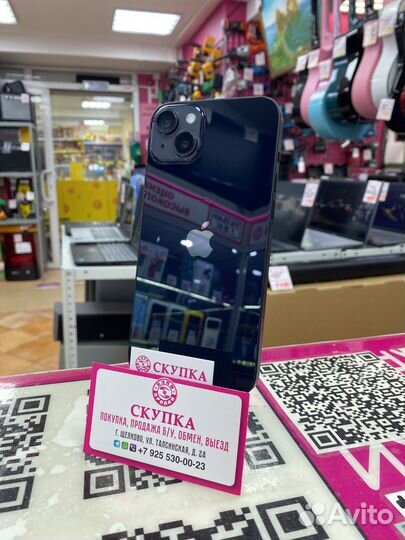 СКУПКА
СКУПКА
ПОКУПКА, ПРОДАЖА Б/У, ОБМЕН, ВЫЕЗД
Г. ЩЕЛКОВО, УЛ. ТАЛСИНСКАЯ, Д. 2А
+7 925 530-00-23
Avito